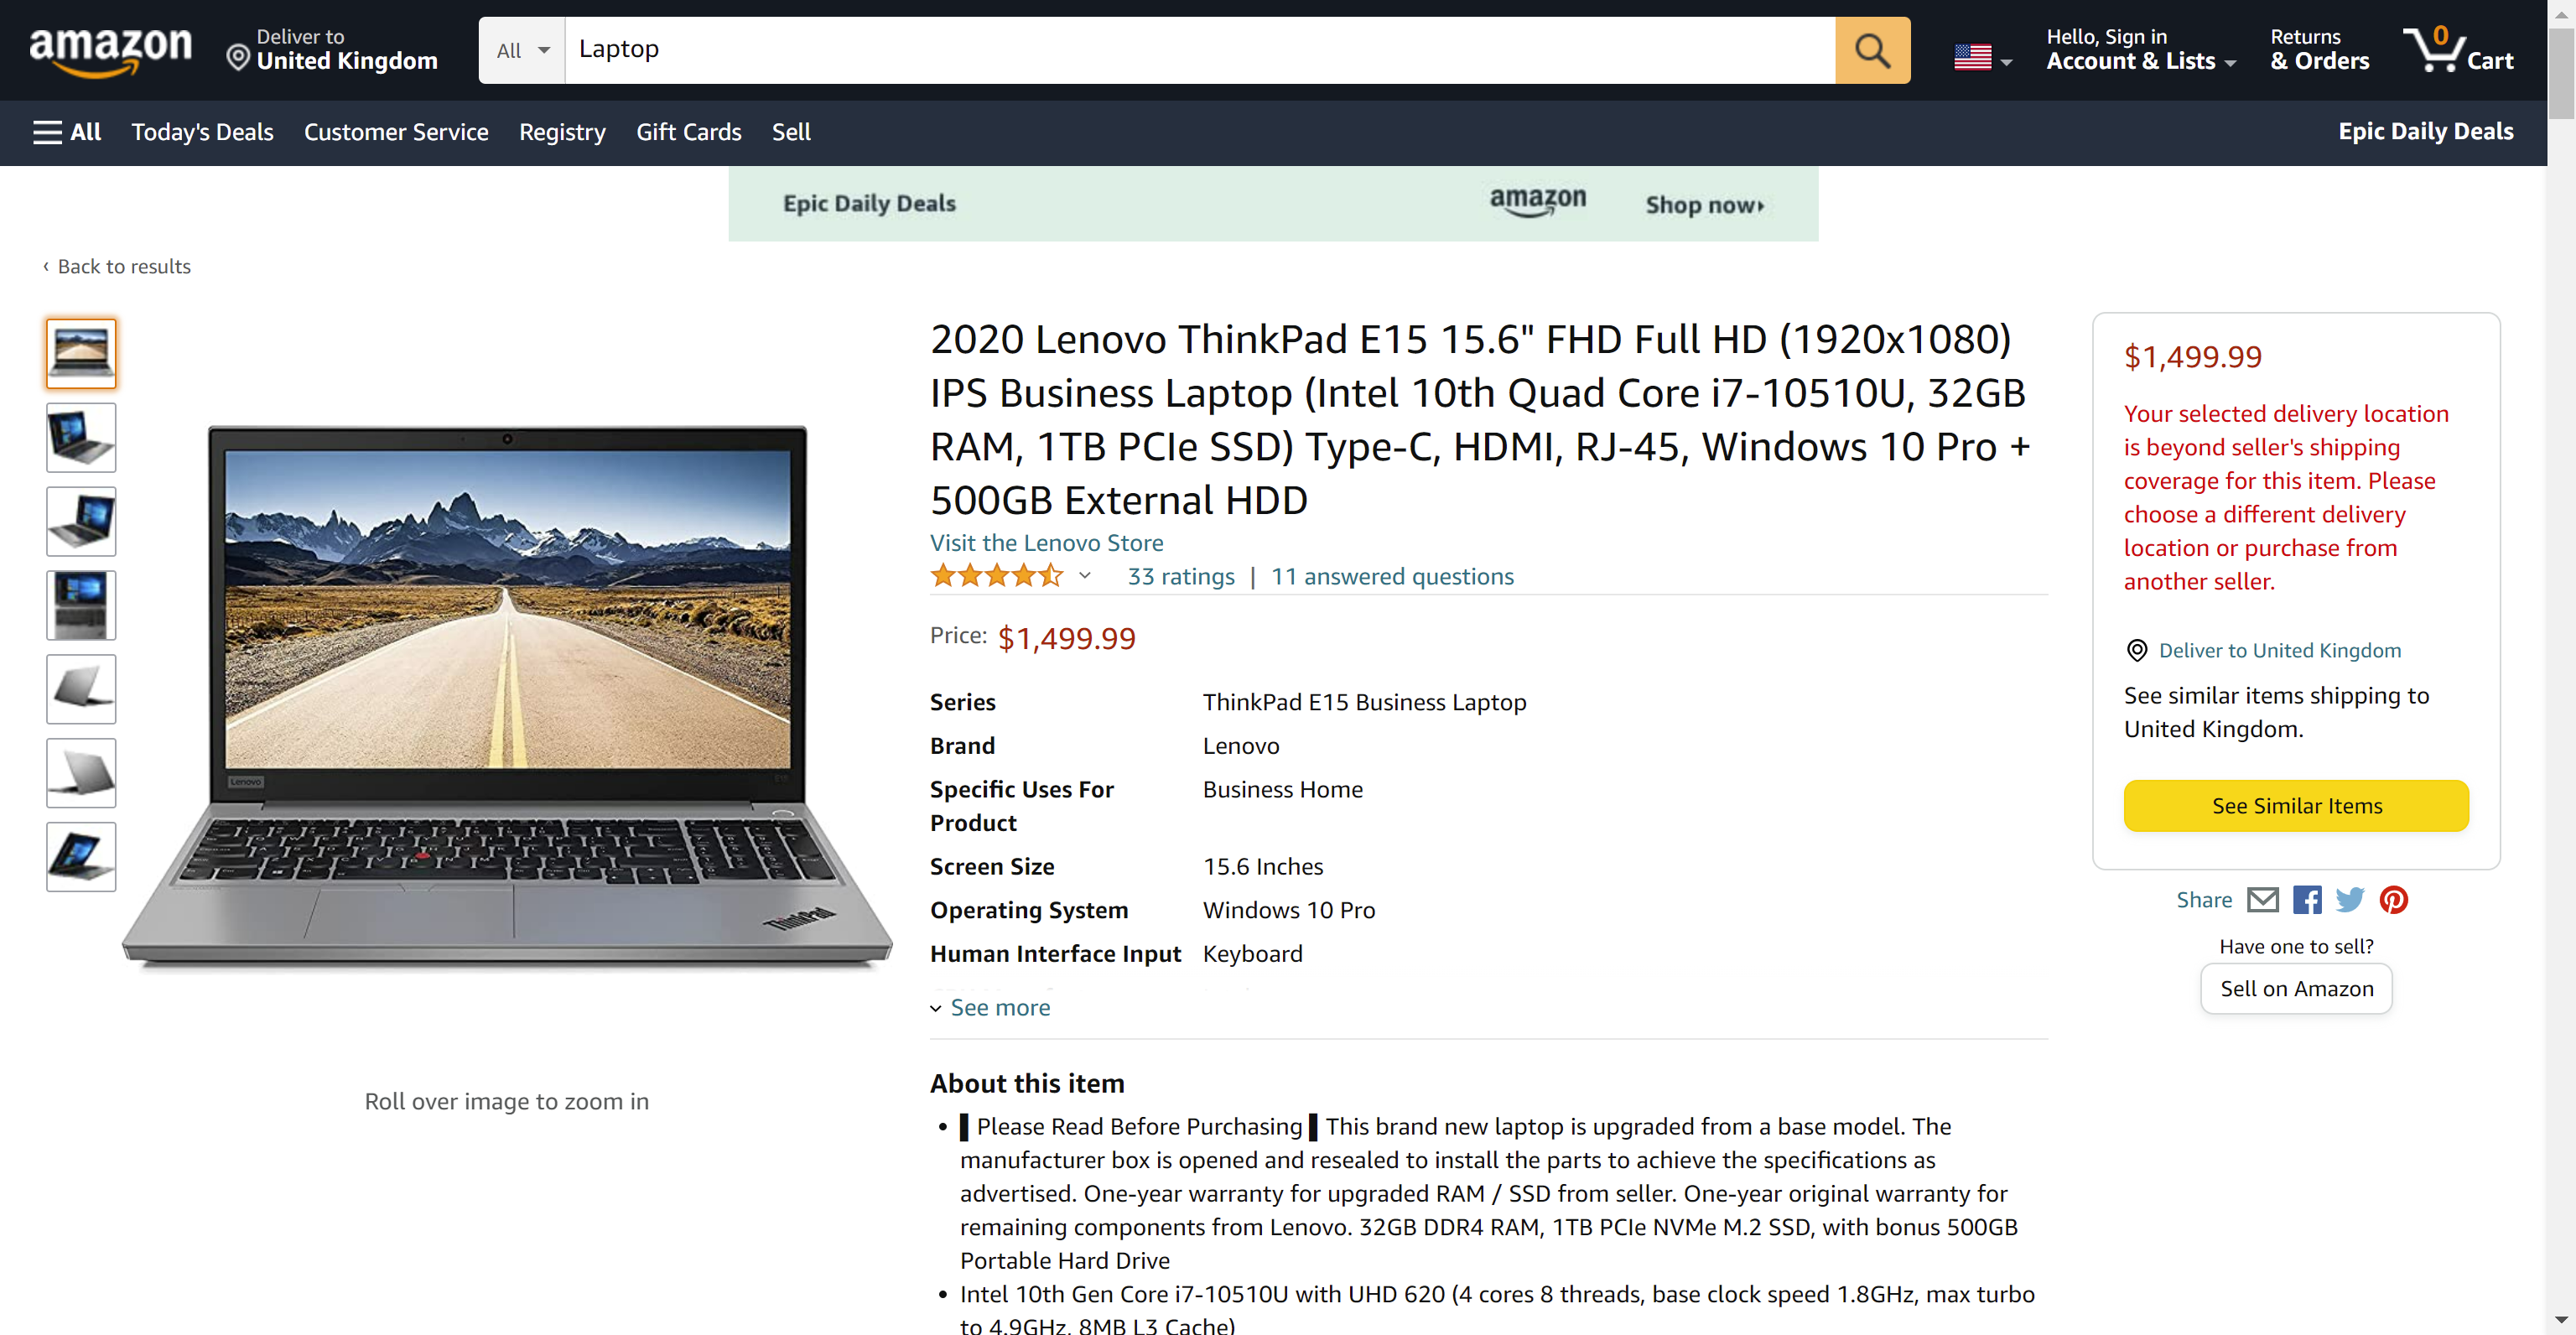 amazon
Deliver to
United Kingdom
All
Laptop
Hello, Sign in
Account & Lists
Returns
& Orders
0
Cart
All
Today's Deals
Customer Service
Registry
Gift Cards
Sell
Epic Daily Deals
Epic Daily Deals
amazon
Shop now
‹ Back to results
2020 Lenovo ThinkPad E15 15.6" FHD Full HD (1920x1080)
IPS Business Laptop (Intel 10th Quad Core i7-10510U, 32GB
RAM, 1TB PCIe SSD) Type-C, HDMI, RJ-45, Windows 10 Pro +
500GB External HDD
Visit the Lenovo Store
33 ratings | 11 answered questions
Price: $1,499.99
Series ThinkPad E15 Business Laptop
Brand Lenovo
Specific Uses For Business Home
Product
Screen Size 15.6 Inches
Operating System Windows 10 Pro
Human Interface Input Keyboard
See more
About this item
• ▌Please Read Before Purchasing▐ This brand new laptop is upgraded from a base model. The
manufacturer box is opened and resealed to install the parts to achieve the specifications as
advertised. One-year warranty for upgraded RAM / SSD from seller. One-year original warranty for
remaining components from Lenovo. 32GB DDR4 RAM, 1TB PCIe NVMe M.2 SSD, with bonus 500GB
Portable Hard Drive
• Intel 10th Gen Core i7-10510U with UHD 620 (4 cores 8 threads, base clock speed 1.8GHz, max turbo
to 4.9GHz, 8MB L3 Cache)
Lenovo
ThinkPad
Roll over image to zoom in
$1,499.99
Your selected delivery location
is beyond seller's shipping
coverage for this item. Please
choose a different delivery
location or purchase from
another seller.
Deliver to United Kingdom
See similar items shipping to
United Kingdom.
See Similar Items
Share
Have one to sell?
Sell on Amazon